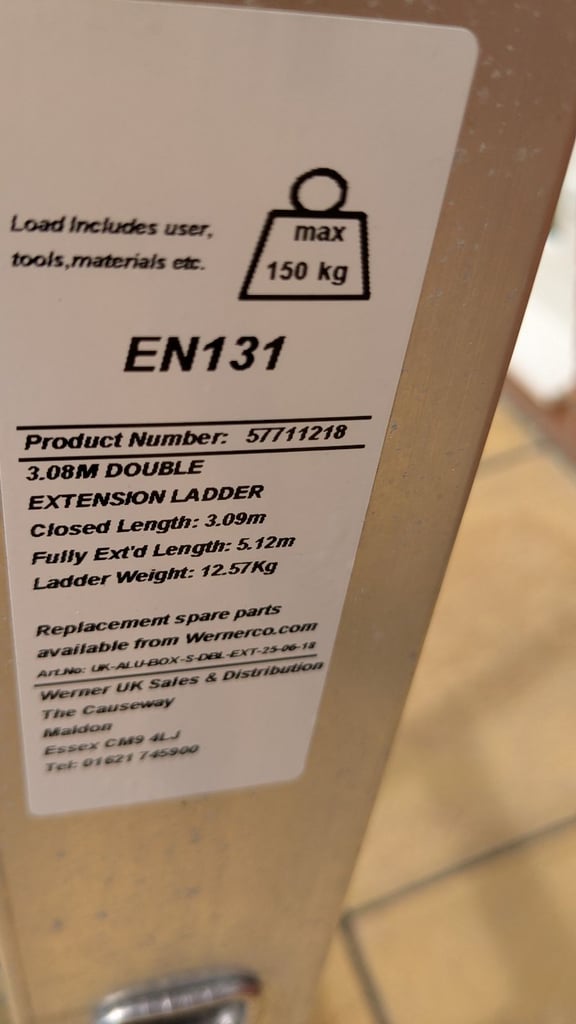 Load Includes user,
tools,materials etc.
max
150 kg
EN131
Product Number: 57711218
3.08M DOUBLE
EXTENSION LADDER
Closed Length: 3.09m
Fully Ext'd Length: 5.12m
Ladder Weight: 12.57Kg
Replacement spare parts
available from Wernerco.com
Art.No: UK-ALU-BOX-S-DBL-EXT-25-06-18
Werner UK Sales & Distribution
The Causeway
Maldon
Essex CM9 4LJ
Tel: 01621 745900